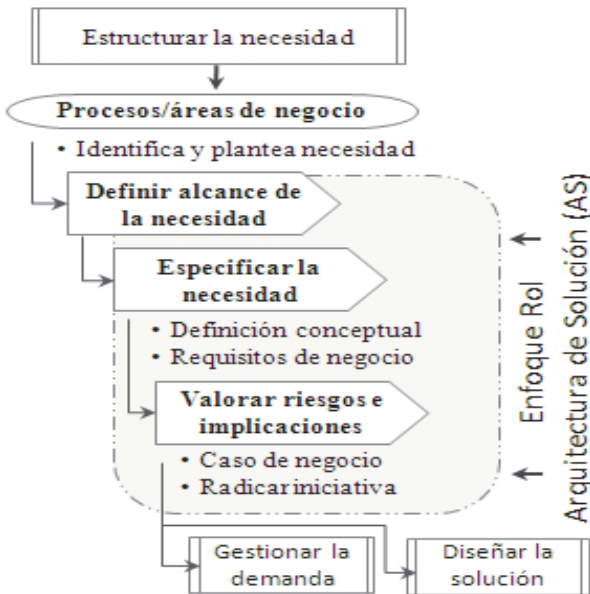 Estructurar la necesidad
Procesos/áreas de negocio
• Identifica y plantea necesidad
Definir alcance de
la necesidad
Especificar la
necesidad
• Definición conceptual
• Requisitos de negocio
Valorar riesgos e
implicaciones
• Caso de negocio
• Radicar iniciativa
Gestionar la
demanda
Diseñar la
solución
Enfoque Rol
Arquitectura de Solución (AS)